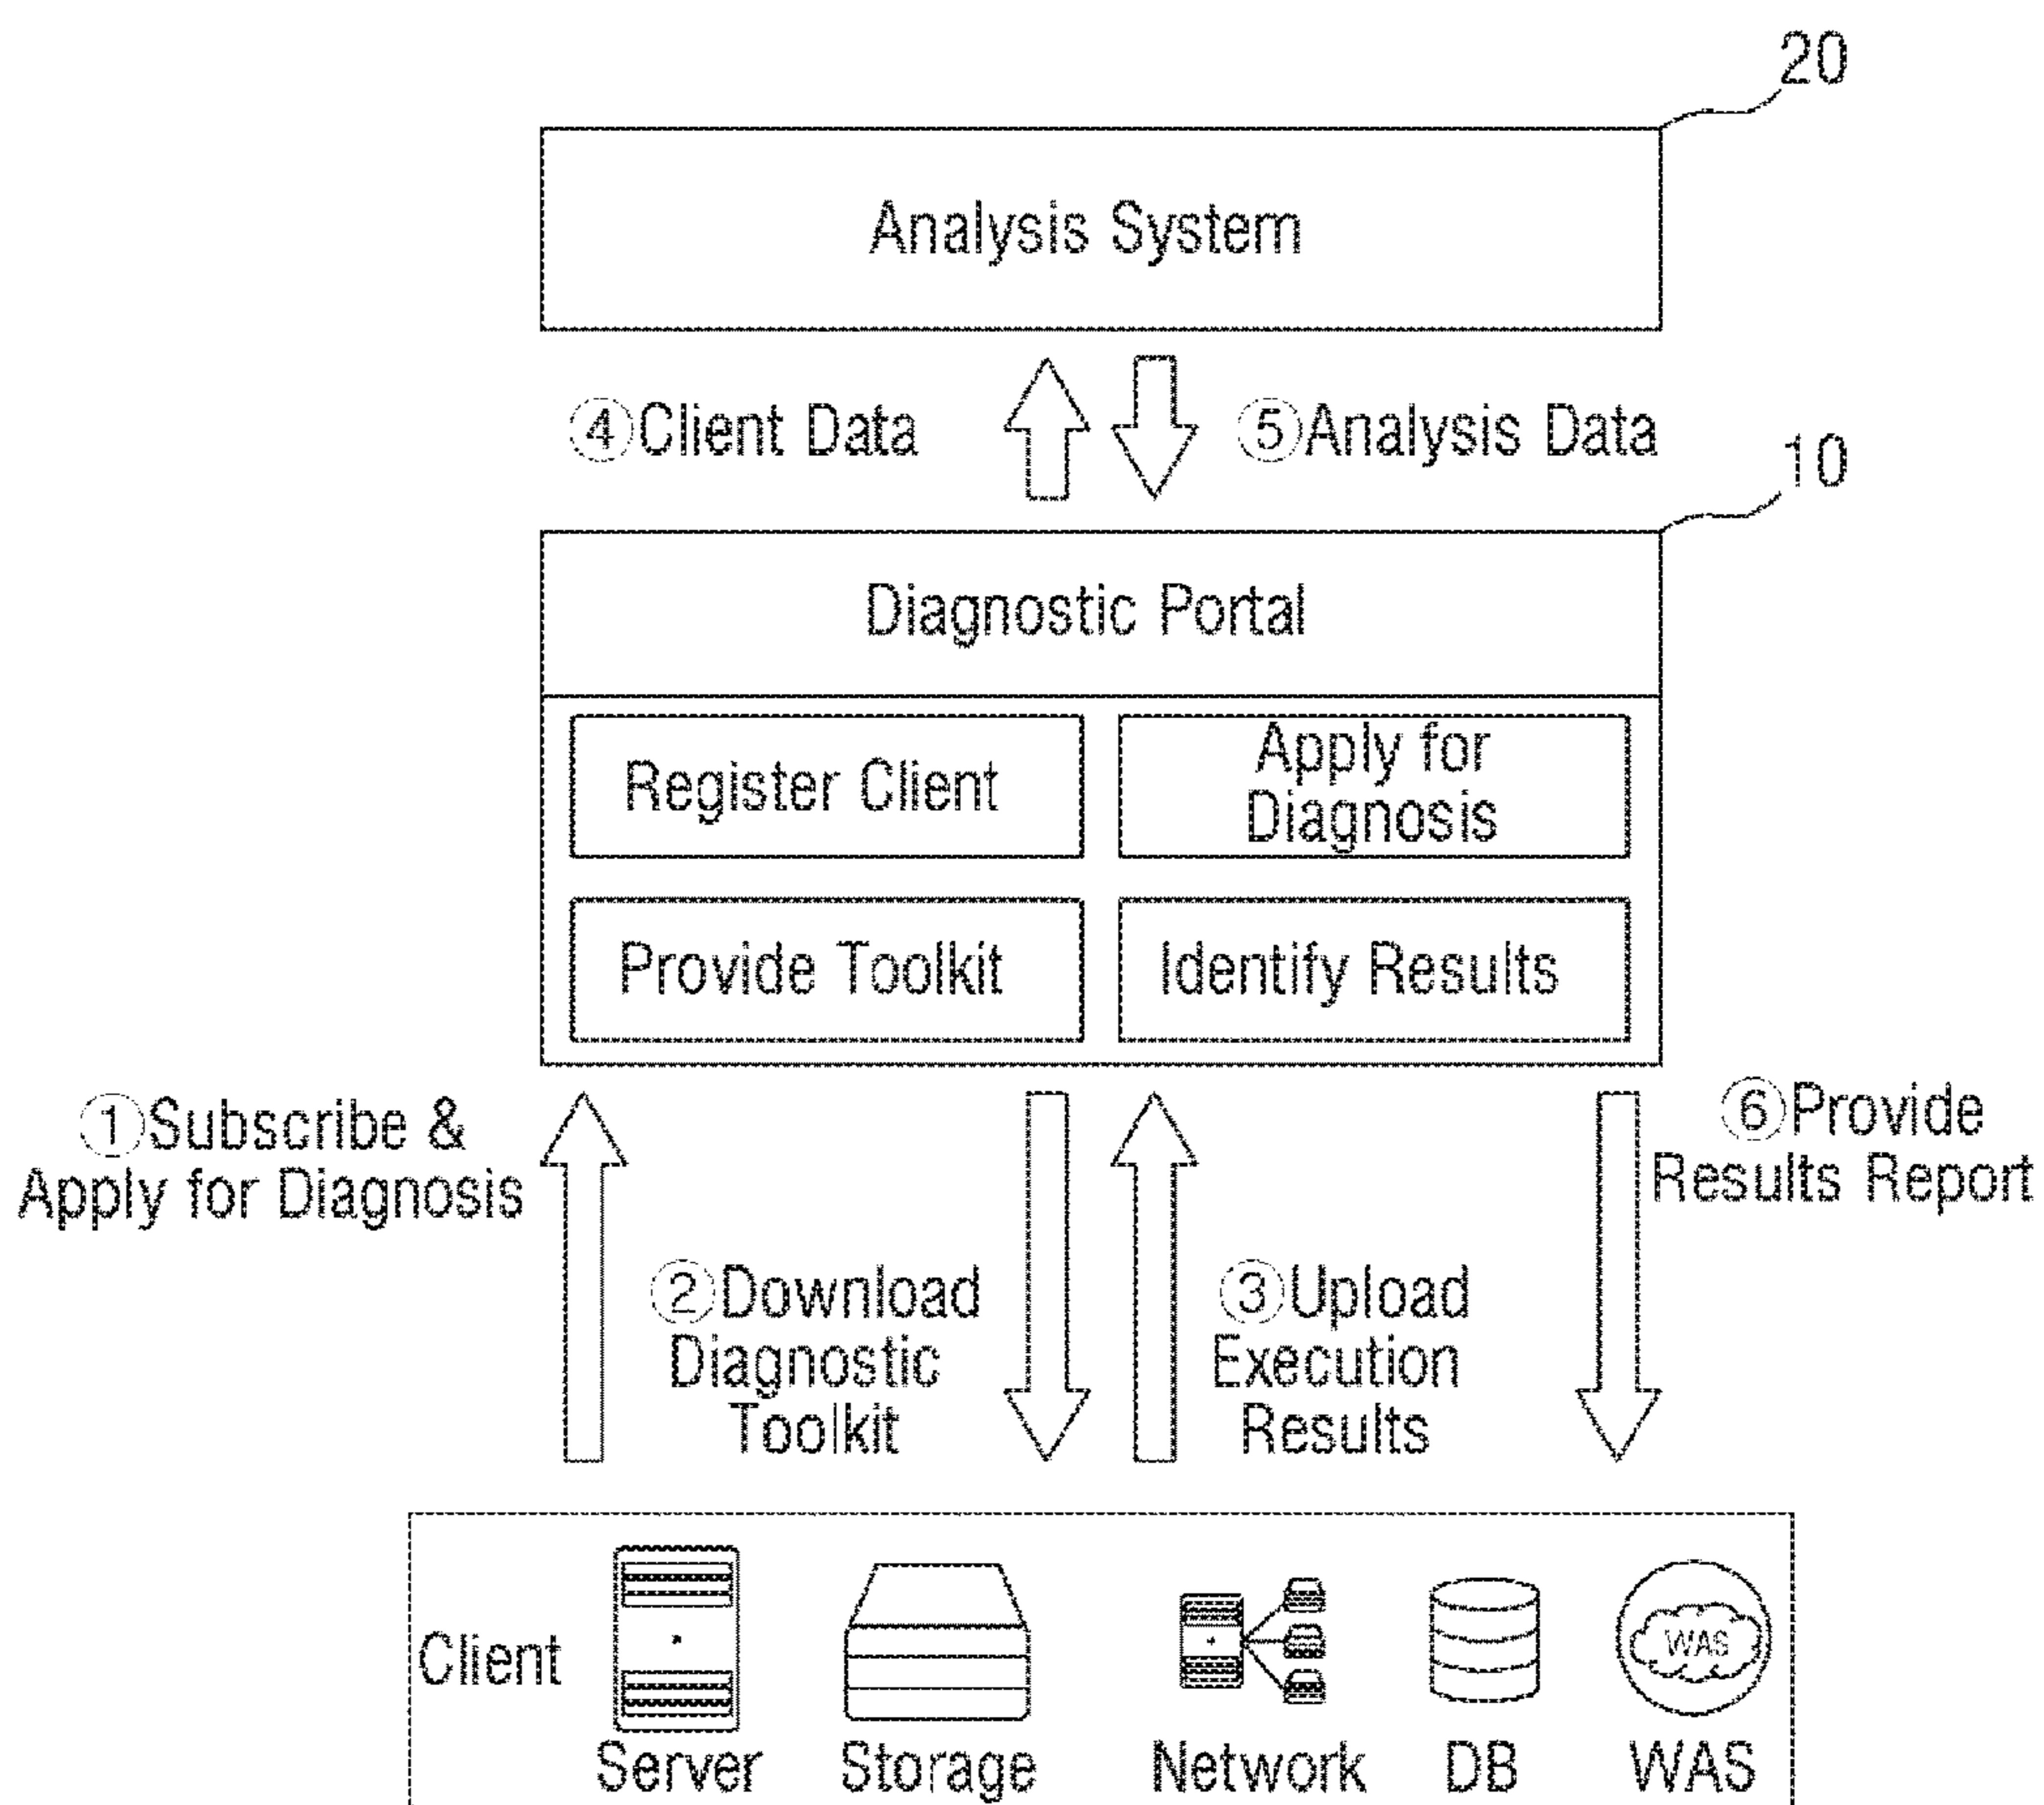 20
Analysis System
④Client Data
⑤Analysis Data
10
Diagnostic Portal
Register Client
Apply for
Diagnosis
Provide Toolkit
Identify Results
①Subscribe &
Apply for Diagnosis
②Download
Diagnostic
Toolkit
③Upload
Execution
Results
⑥Provide
Results Report
Client
WAS
Server
Storage
Network
DB
WAS